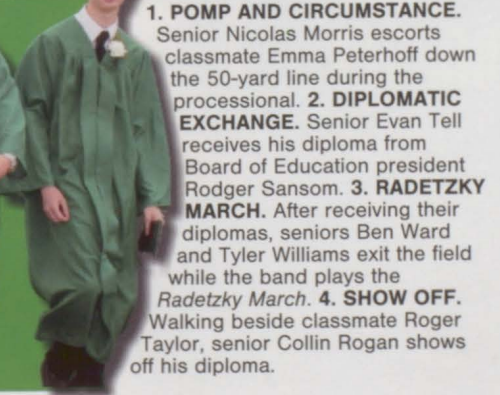 1. POMP AND CIRCUMSTANCE.
Senior Nicolas Morris escorts
classmate Emma Peterhoff down
the 50-yard line during the
processional. 2. DIPLOMATIC
EXCHANGE. Senior Evan Tell
receives his diploma from
Board of Education president
Rodger Sansom. 3. RADETZKY
MARCH. After receiving their
diplomas, seniors Ben Ward
and Tyler Williams exit the field
while the band plays the
Radetzky March. 4. SHOW OFF.
Walking beside classmate Roger
Taylor, senior Collin Rogan shows
off his diploma.